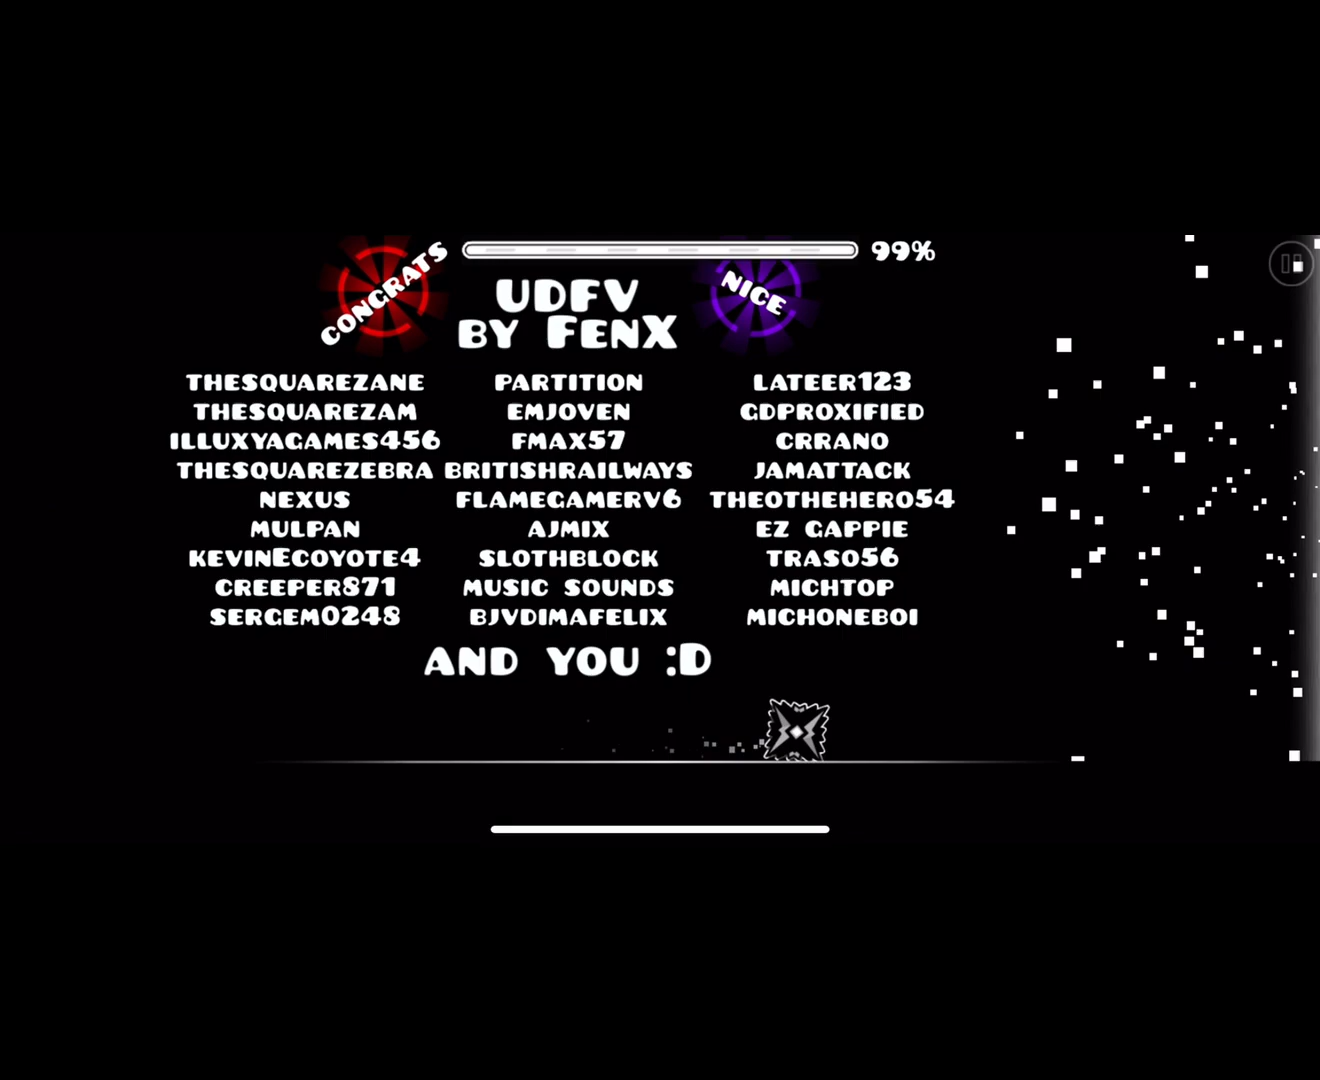 CONGRATS
99%
NICE
UDFV
BY FENX
THESQUAREZANE PARTITION LATEER123
THESQUAREZAM EMJOVEN GDPROXIFIED
ILLUXYAGAMES456 FMAX57 CRRANO
THESQUAREZEBRA BRITISHRAILWAYS JAMATTACK
NEXUS FLAMEGAMERV6 THEOTHEHERO54
MULPAN AJMIX EZ GAPPIE
KEVINECOYOTE4 SLOTHBLOCK TRASO56
CREEPER871 MUSIC SOUNDS MICHTOP
SERGEMO248 BJVDIMAFELIX MICHONEBOI
AND YOU :D